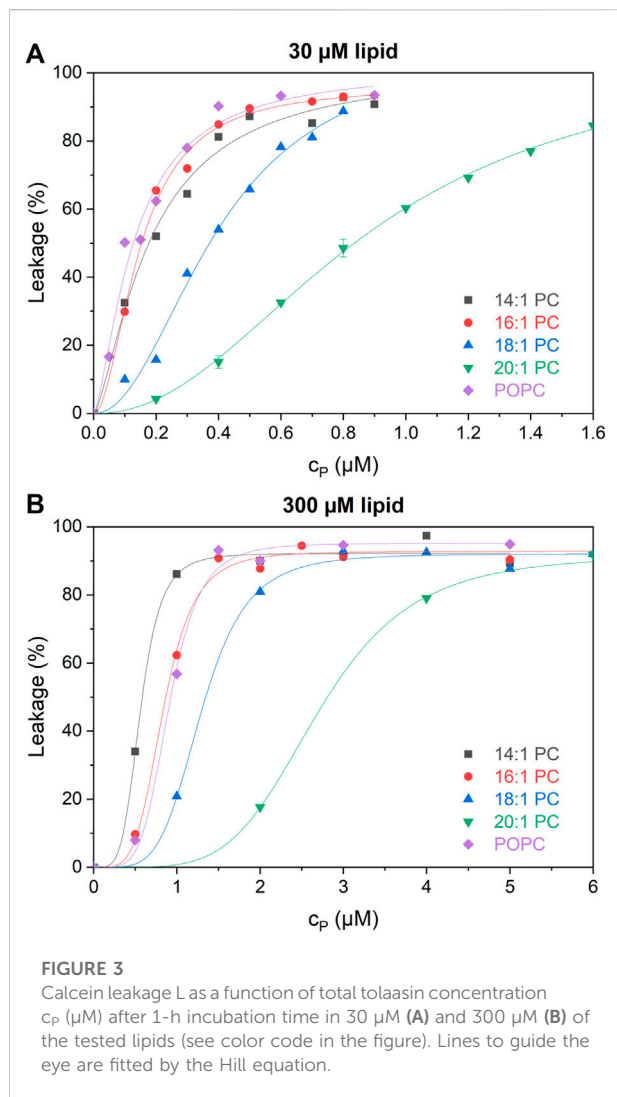 A
30 µM lipid
100
80
60
40
20
0
Leakage (%)
14:1 PC
16:1 PC
18:1 PC
20:1 PC
POPC
0.0 0.2 0.4 0.6 0.8 1.0 1.2 1.4 1.6
cP (µM)
B
300 µM lipid
100
80
60
40
20
0
Leakage (%)
14:1 PC
16:1 PC
18:1 PC
20:1 PC
POPC
0 1 2 3 4 5 6
cP (µM)
FIGURE 3
Calcein leakage L as a function of total tolaasin concentration
cP (µM) after 1-h incubation time in 30 µM (A) and 300 µM (B) of
the tested lipids (see color code in the figure). Lines to guide the
eye are fitted by the Hill equation.